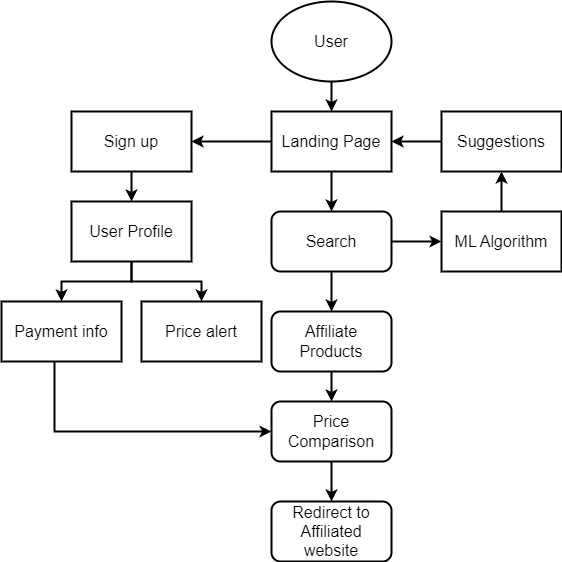 User
Sign up
Landing Page
Suggestions
User Profile
Search
ML Algorithm
Payment info
Price alert
Affiliate
Products
Price
Comparison
Redirect to
Affiliated
website